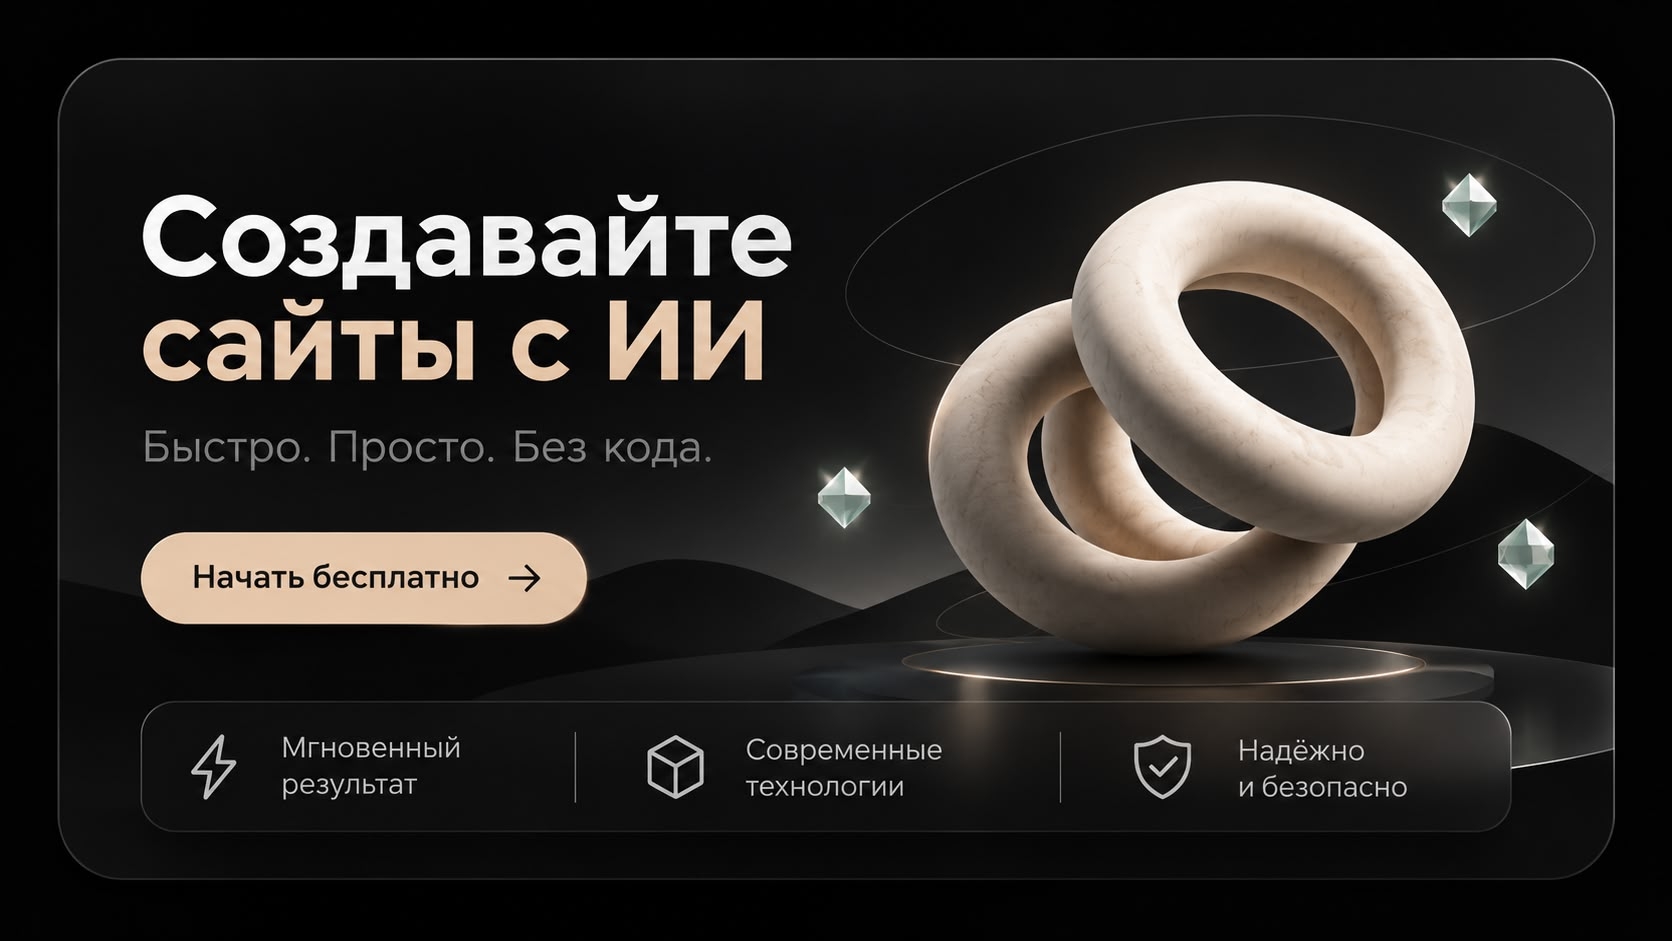 Создавайте
сайты с ИИ
Быстро. Просто. Без кода.
Начать бесплатно →
Мгновенный
результат
Современные
технологии
Надёжно
и безопасно